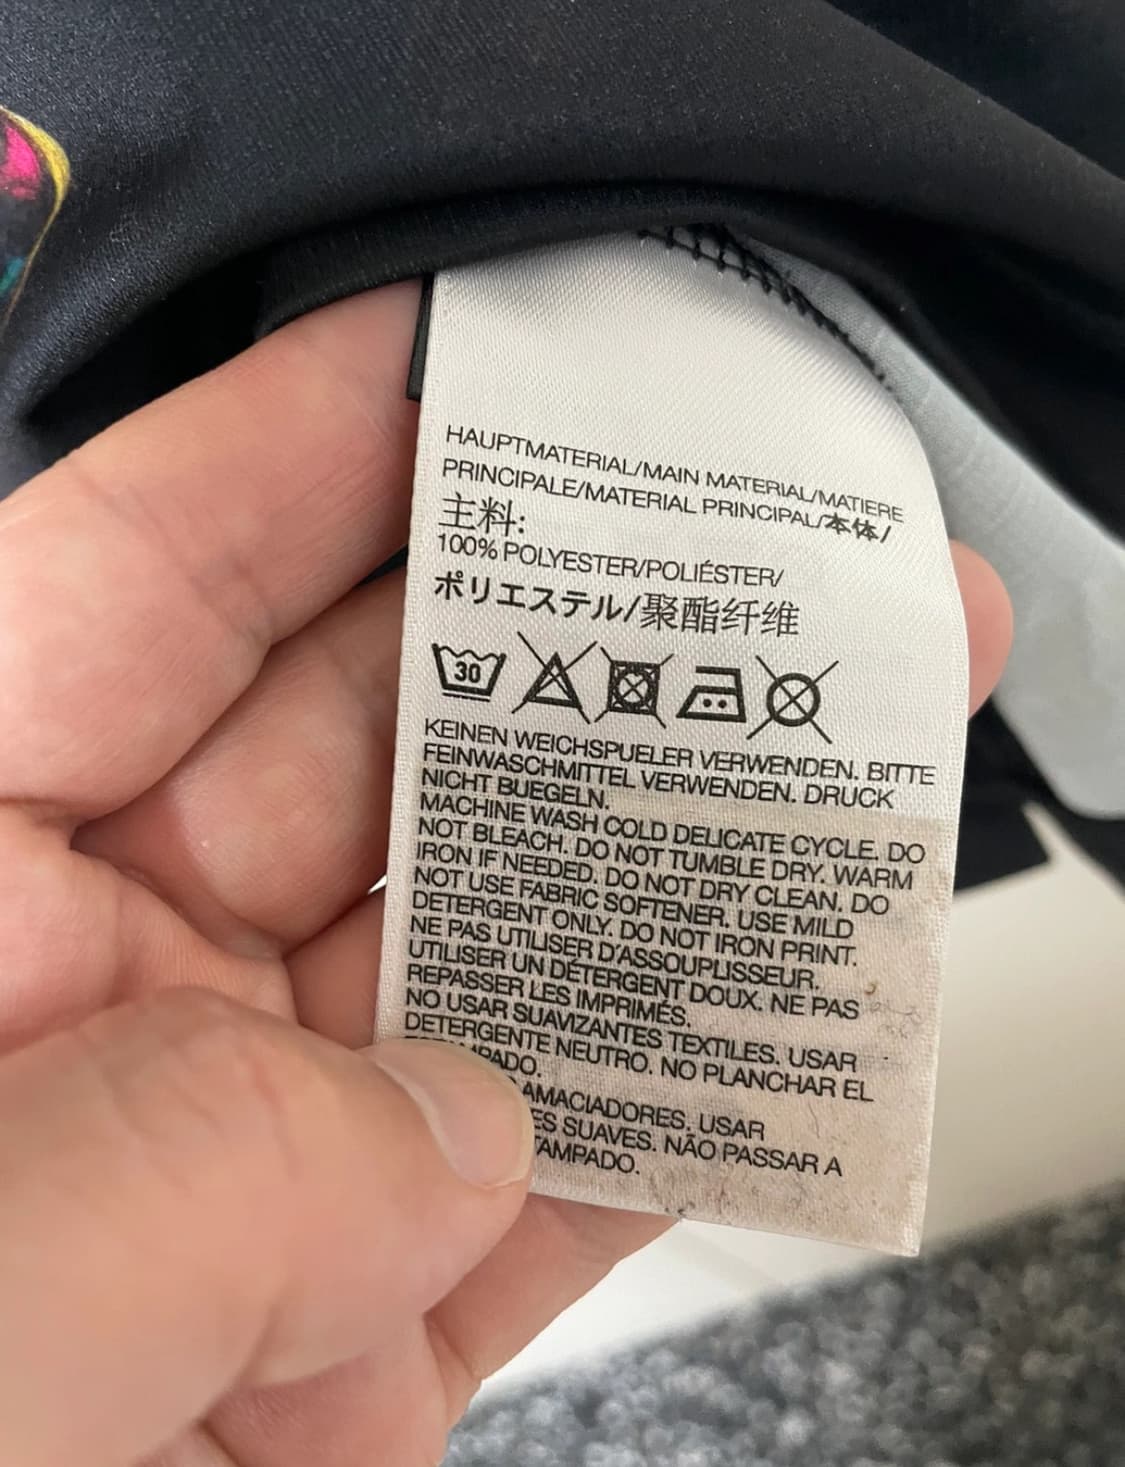 HAUPTMATERIAL/MAIN MATERIAL/MATIERE
PRINCIPALE/MATERIAL PRINCIPAL/本体/
主料:
100% POLYESTER/POLIÉSTER/
ポリエステル/聚酯纤维
30
KEINEN WEICHSPUELER VERWENDEN. BITTE
FEINWASCHMITTEL VERWENDEN. DRUCK
NICHT BUEGELN.
MACHINE WASH COLD DELICATE CYCLE. DO
NOT BLEACH. DO NOT TUMBLE DRY. WARM
IRON IF NEEDED. DO NOT DRY CLEAN. DO
NOT USE FABRIC SOFTENER. USE MILD
DETERGENT ONLY. DO NOT IRON PRINT.
NE PAS UTILISER D'ASSOUPLISSEUR.
UTILISER UN DÉTERGENT DOUX. NE PAS
REPASSER LES IMPRIMÉS.
NO USAR SUAVIZANTES TEXTILES. USAR
DETERGENTE NEUTRO. NO PLANCHAR EL
AMACIADORES. USAR
SUAVES. NÃO PASSAR A